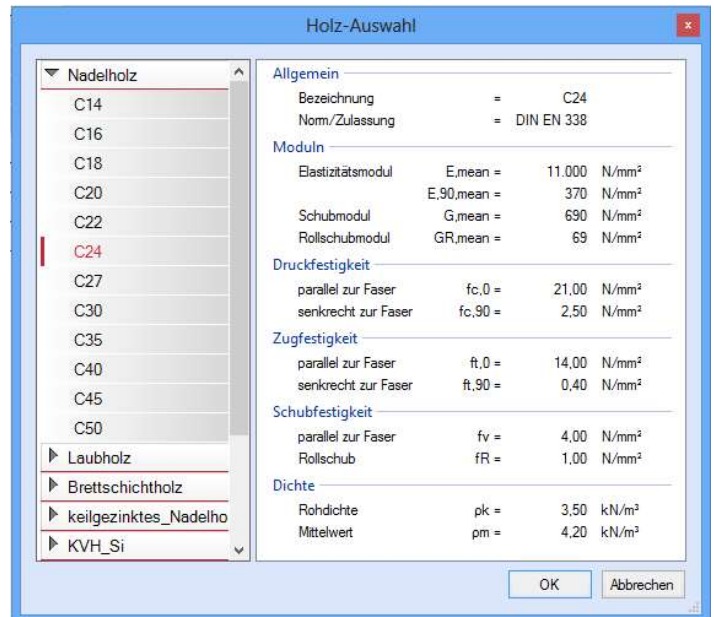 Holz-Auswahl
x
Nadelholz
C14
C16
C18
C20
C22
C24
C27
C30
C35
C40
C45
C50
Laubholz
Brettschichtholz
keilgezinktes_Nadelho
KVH_Si
Allgemein
Bezeichnung = C24
Norm/Zulassung = DIN EN 338
Moduln
Elastizitätsmodul E,mean = 11.000 N/mm²
E,90,mean = 370 N/mm²
Schubmodul G,mean = 690 N/mm²
Rollschubmodul GR,mean = 69 N/mm²
Druckfestigkeit
parallel zur Faser fc,0 = 21,00 N/mm²
senkrecht zur Faser fc,90 = 2,50 N/mm²
Zugfestigkeit
parallel zur Faser ft,0 = 14,00 N/mm²
senkrecht zur Faser ft,90 = 0,40 N/mm²
Schubfestigkeit
parallel zur Faser fv = 4,00 N/mm²
Rollschub fR = 1,00 N/mm²
Dichte
Rohdichte ρk = 3,50 kN/m³
Mittelwert ρm = 4,20 kN/m³
OK Abbrechen